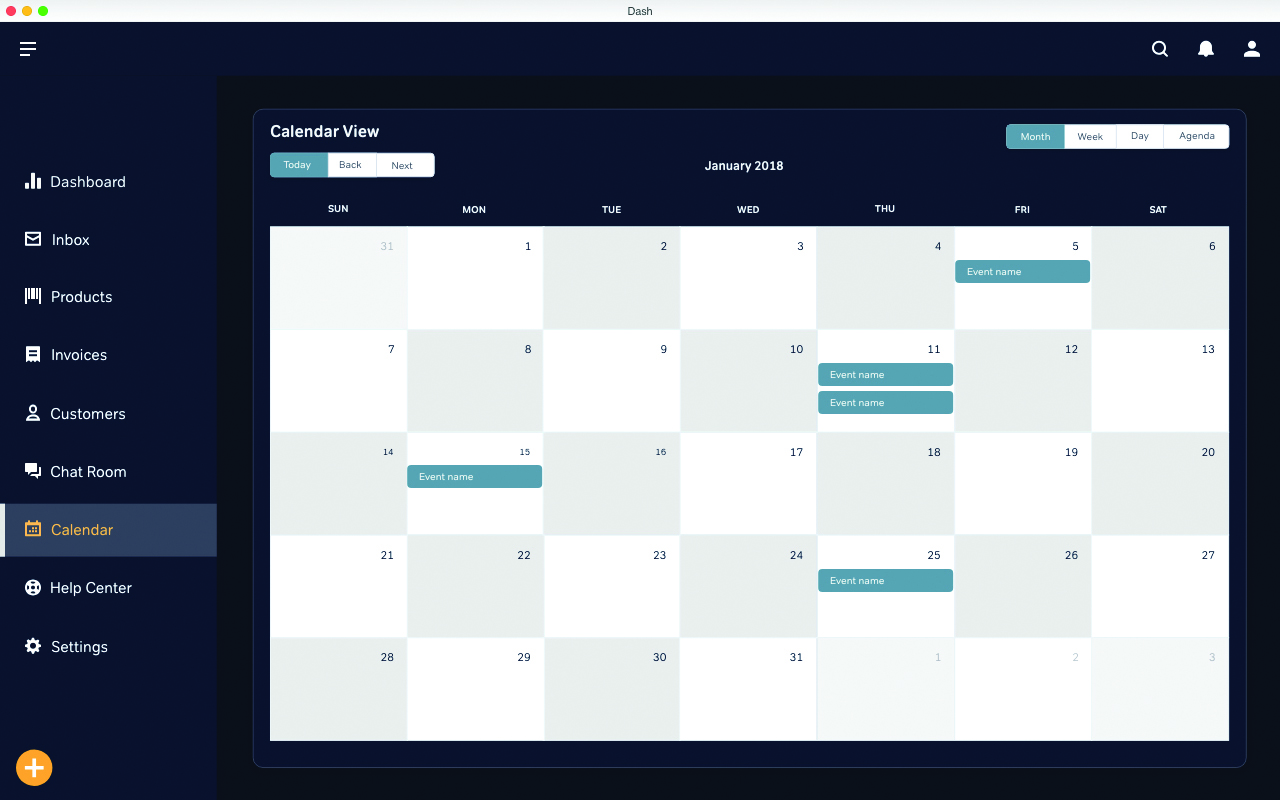 Dash
Dashboard
Inbox
Products
Invoices
Customers
Chat Room
Calendar
Help Center
Settings
Calendar View
Month Week Day Agenda
Today Back Next
January 2018
SUN MON TUE WED THU FRI SAT
31 1 2 3 4 5 6
Event name
7 8 9 10 11 12 13
Event name
Event name
14 15 16 17 18 19 20
Event name
21 22 23 24 25 26 27
Event name
28 29 30 31 1 2 3